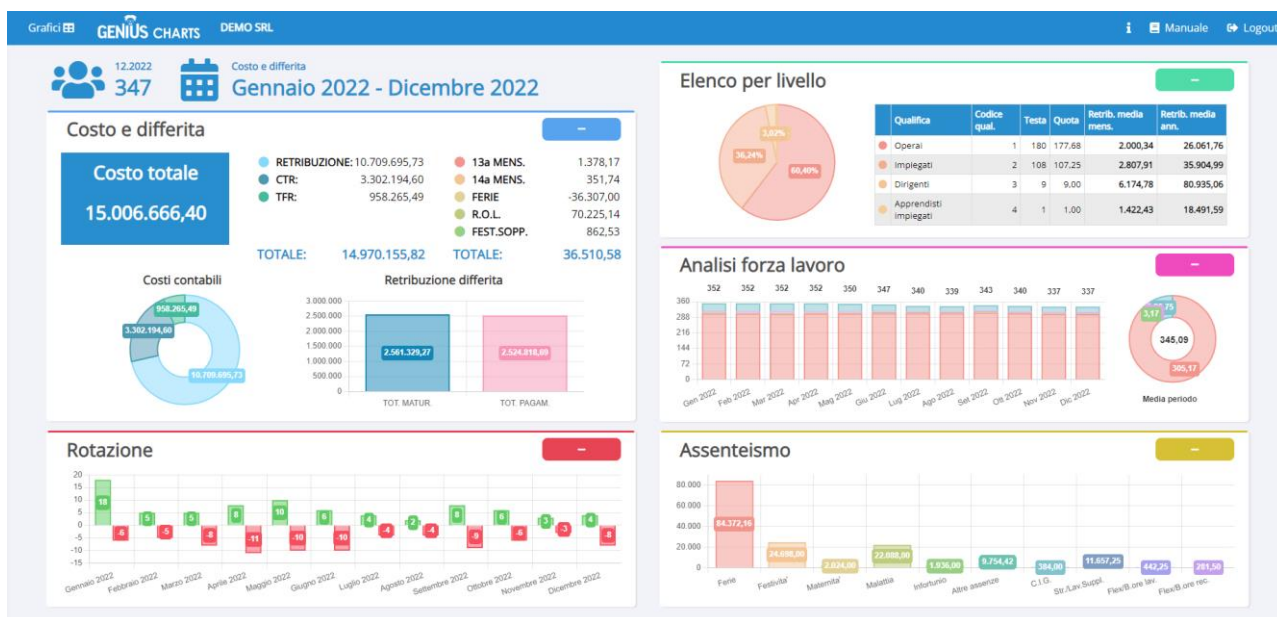 Grafici GENIUS CHARTS DEMO SRL i Manuale Logout
12.2022
347
Costo e differita
Gennaio 2022 - Dicembre 2022
Costo e differita
Costo totale
15.006.666,40
RETRIBUZIONE: 10.709.695,73
CTR: 3.302.194,60
TFR: 958.265,49
TOTALE: 14.970.155,82
13a MENS. 1.378,17
14a MENS. 351,74
FERIE -36.307,00
R.O.L. 70.225,14
FEST.SOPP. 862,53
TOTALE: 36.510,58
Costi contabili
958.265,49
3.302.194,60
10.709.695,73
Retribuzione differita
3.000.000
2.500.000
2.000.000
1.500.000
1.000.000
500.000
0
2.561.329,27
2.524.818,69
TOT. MATUR. TOT. PAGAM.
Elenco per livello
3,02%
36,24%
60,40%
Qualifica Codice qual. Testa Quota Retrib. media mens. Retrib. media ann.
Operai 1 180 177.68 2.000,34 26.061,76
Impiegati 2 108 107.25 2.807,91 35.904,99
Dirigenti 3 9 9.00 6.174,78 80.935,06
Apprendisti impiegati 4 1 1.00 1.422,43 18.491,59
Analisi forza lavoro
352 352 352 352 350 347 340 339 343 340 337 337
360
288
216
144
72
0
Gen 2022 Feb 2022 Mar 2022 Apr 2022 Mag 2022 Giu 2022 Lug 2022 Ago 2022 Set 2022 Ott 2022 Nov 2022 Dic 2022
3,17
345,09
305,17
Media periodo
Rotazione
20
15
10
5
0
-5
-10
-15
18 5 5 8 10 6 4 2 8 6 3 4
-6 -5 -8 -11 -10 -10 -4 -4 -9 -6 -3 -8
Gennaio 2022 Febbraio 2022 Marzo 2022 Aprile 2022 Maggio 2022 Giugno 2022 Luglio 2022 Agosto 2022 Settembre 2022 Ottobre 2022 Novembre 2022 Dicembre 2022
Assenteismo
80.000
60.000
40.000
20.000
0
84.372,16 24.088,00 2.024,00 22.088,00 1.936,00 9.754,42 384,00 11.657,25 442,25 281,50
Ferie Festivita' Maternita' Malattia Infortunio Altre assenze C.I.G. Str./Lav.Suppl. Flex/B.ore lav. Flex/B.ore rec.